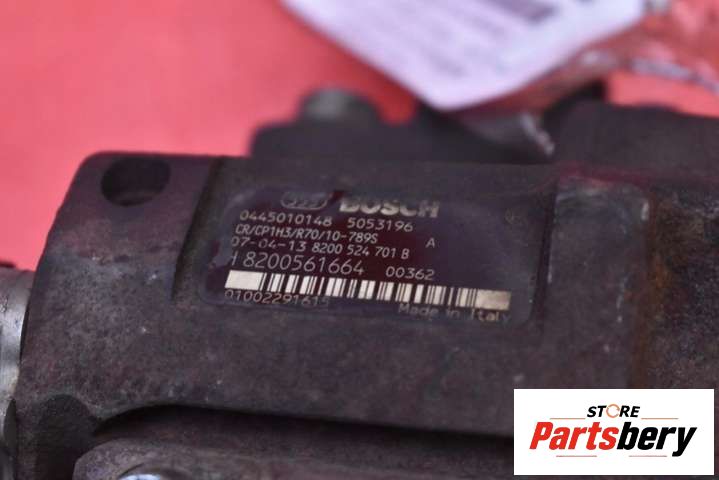 BOSCH
0445010148 5053196
CR/CP1H3/R70/10-789S A
07-04-13 8200 524 701 B
H 8200561664 00362
01002291615
Made in Italy
STORE
Partsbery